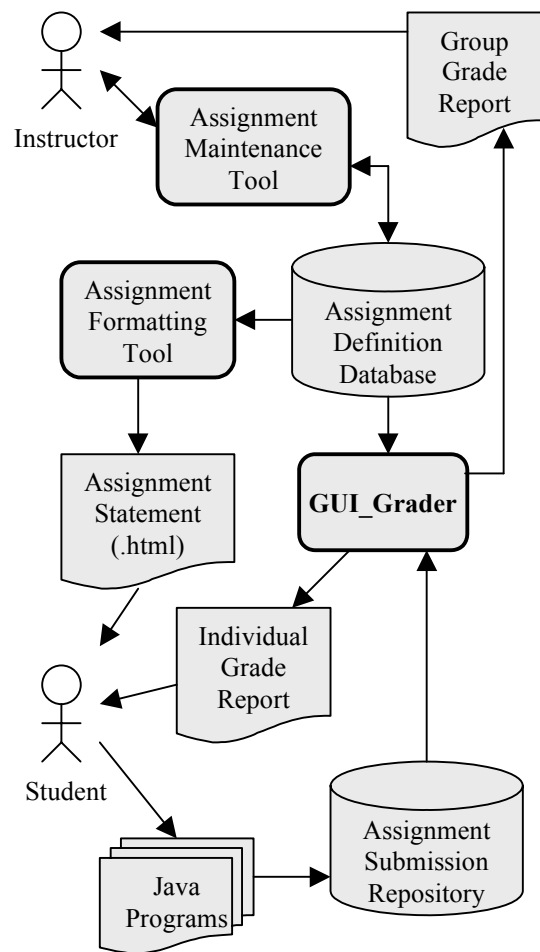 Group
Grade
Report
Instructor
Assignment
Maintenance
Tool
Assignment
Formatting
Tool
Assignment
Definition
Database
Assignment
Statement
(.html)
GUI_Grader
Individual
Grade
Report
Student
Java
Programs
Assignment
Submission
Repository